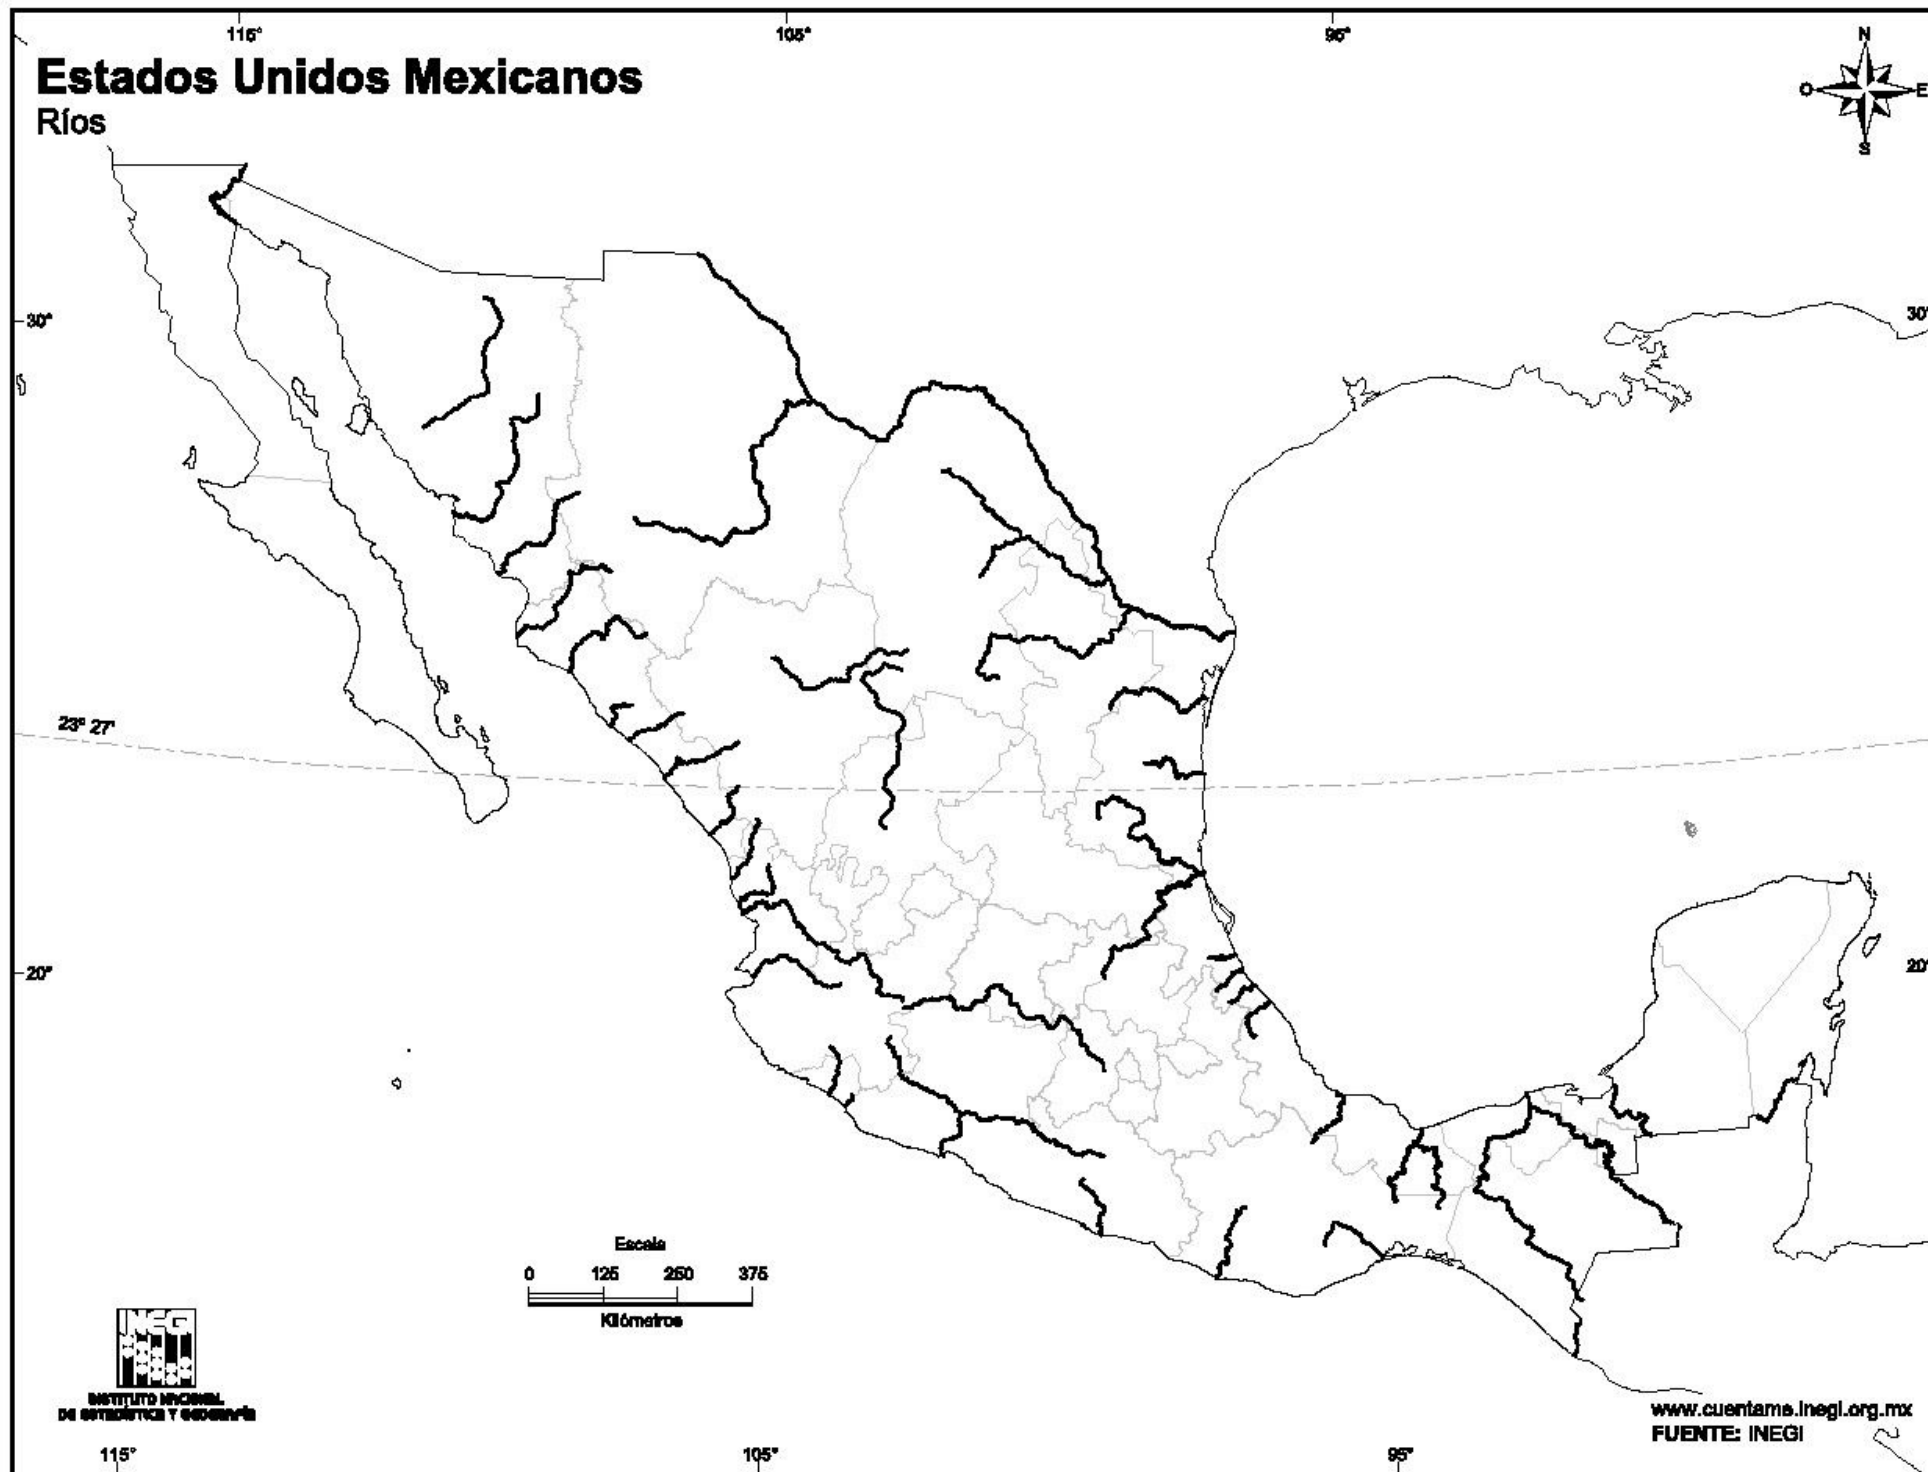 115°
105°
95°
Estados Unidos Mexicanos
Ríos
N
O
E
S
30°
30°
23° 27'
20°
20°
Escala
0 125 250 375
Kilómetros
INEGI
INSTITUTO NACIONAL
DE ESTADÍSTICA Y GEOGRAFÍA
www.cuentame.inegi.org.mx
FUENTE: INEGI
115°
105°
95°